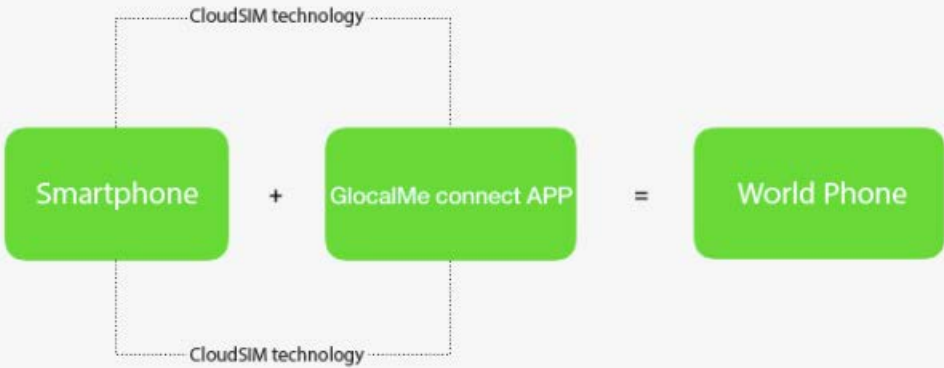 CloudSIM technology
Smartphone + GlocalMe connect APP = World Phone
CloudSIM technology